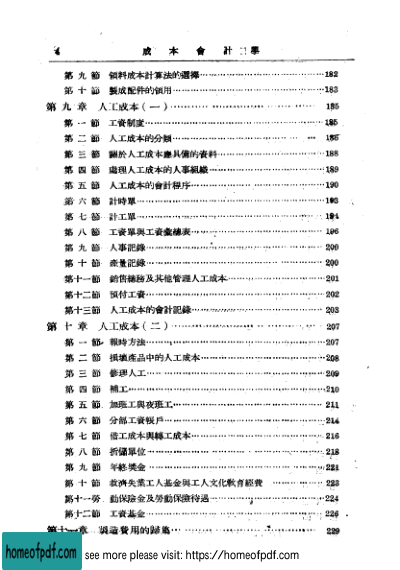 4 成本會計學
第九節 領料成本計算法的選擇 182
第十節 製成配件的領用 183
第九章 人工成本(一) 185
第一節 工資制度 185
第二節 人工成本的分類 186
第三節 關於人工成本應具備的資料 188
第四節 處理人工成本的人事組織 189
第五節 人工成本的會計程序 190
第六節 計時單 193
第七節 計工單 194
第八節 工資單與工資彙總表 196
第九節 人事記錄 200
第十節 產量記錄 200
第十一節 銷售總務及其他管理人工成本 201
第十二節 預付工資 202
第十三節 人工成本的會計記錄 203
第十章 人工成本(二) 207
第一節 報時方法 207
第二節 損壞產品中的人工成本 208
第三節 修理人工 209
第四節 補工 210
第五節 加班工與夜班工 211
第六節 分部工資帳戶 214
第七節 借工成本與轉工成本 216
第八節 折儲單位 218
第九節 年終獎金 221
第十節 救濟失業工人基金與工人文化教育經費 223
第十一勞 動保險金及勞動保險待遇 224
第十二節 工資基金 226
第十一章 製造費用的歸集 229
homeofpdf.com
see more please visit: https://homeofpdf.com